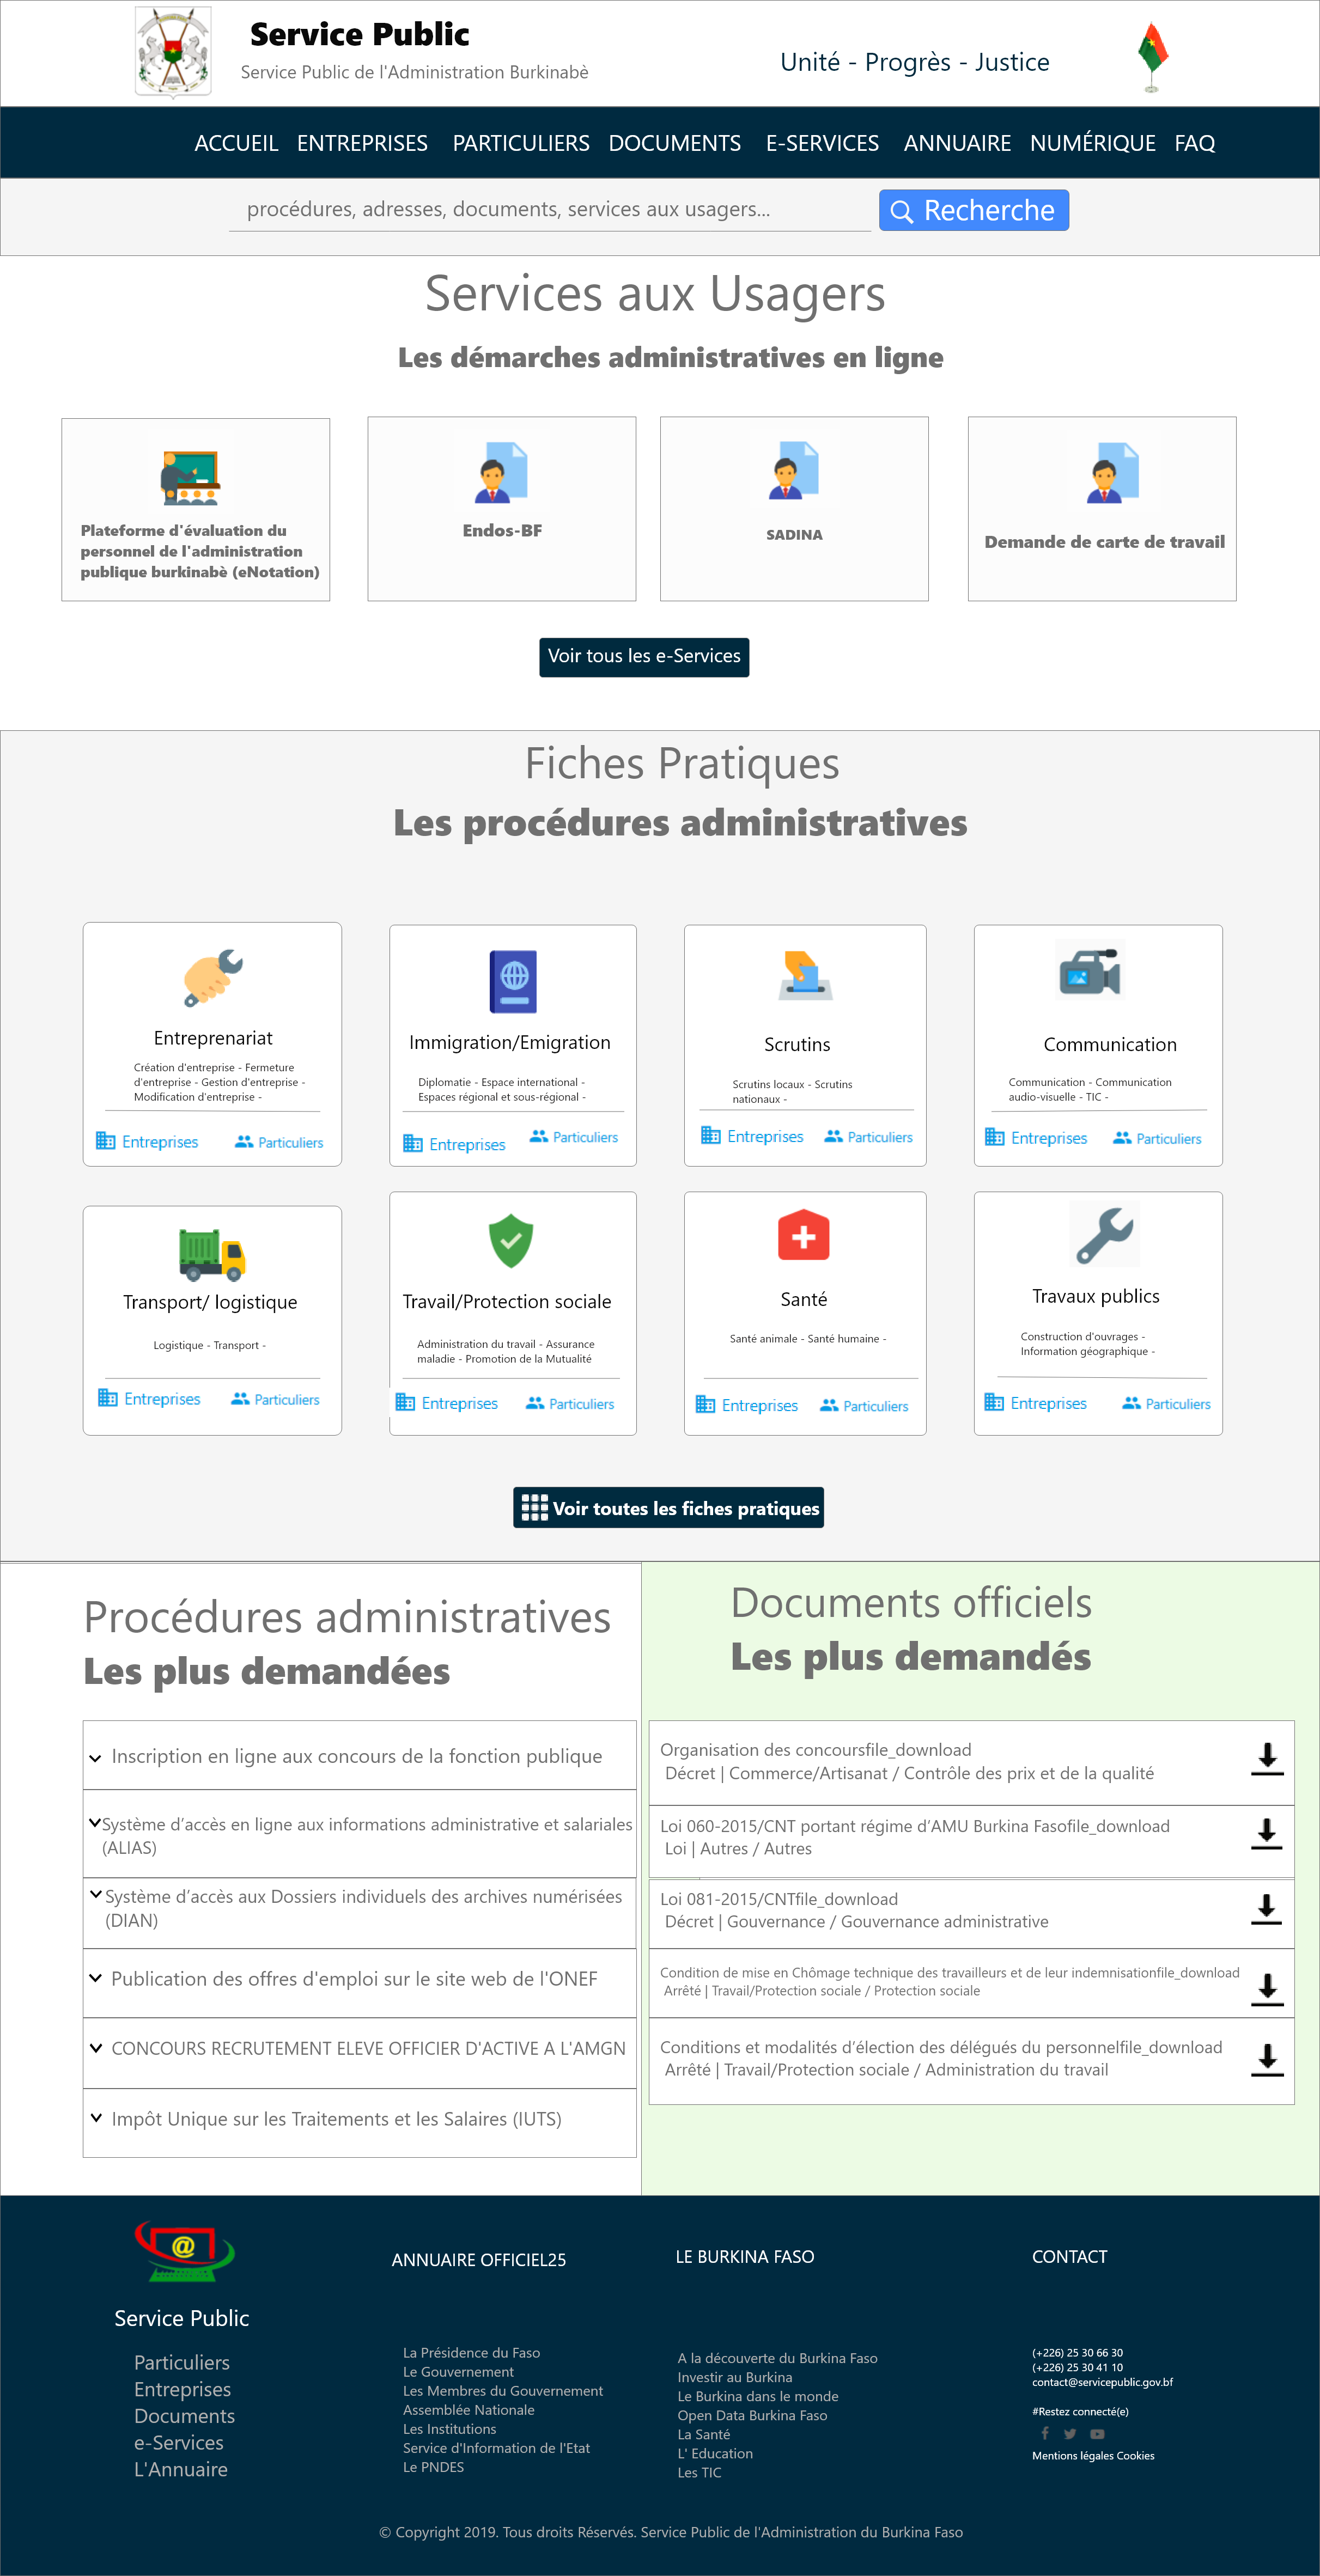 Service Public
Service Public de l'Administration Burkinabè
Unité - Progrès - Justice
ACCUEIL ENTREPRISES PARTICULIERS DOCUMENTS E-SERVICES ANNUAIRE NUMÉRIQUE FAQ
procédures, adresses, documents, services aux usagers...
Recherche
Services aux Usagers
Les démarches administratives en ligne
Plateforme d'évaluation du
personnel de l'administration
publique burkinabè (eNotation)
Endos-BF
SADINA
Demande de carte de travail
Voir tous les e-Services
Fiches Pratiques
Les procédures administratives
Entreprenariat
Création d'entreprise - Fermeture
d'entreprise - Gestion d'entreprise -
Modification d'entreprise -
Entreprises Particuliers
Immigration/Emigration
Diplomatie - Espace international -
Espaces régional et sous-régional -
Entreprises Particuliers
Scrutins
Scrutins locaux - Scrutins
nationaux -
Entreprises Particuliers
Communication
Communication - Communication
audio-visuelle - TIC -
Entreprises Particuliers
Transport/ logistique
Logistique - Transport -
Entreprises Particuliers
Travail/Protection sociale
Administration du travail - Assurance
maladie - Promotion de la Mutualité
Entreprises Particuliers
Santé
Santé animale - Santé humaine -
Entreprises Particuliers
Travaux publics
Construction d'ouvrages -
Information géographique -
Entreprises Particuliers
Voir toutes les fiches pratiques
Procédures administratives
Les plus demandées
Inscription en ligne aux concours de la fonction publique
Système d’accès en ligne aux informations administrative et salariales
(ALIAS)
Système d’accès aux Dossiers individuels des archives numérisées
(DIAN)
Publication des offres d'emploi sur le site web de l'ONEF
CONCOURS RECRUTEMENT ELEVE OFFICIER D'ACTIVE A L'AMGN
Impôt Unique sur les Traitements et les Salaires (IUTS)
Documents officiels
Les plus demandés
Organisation des concoursfile_download
Décret | Commerce/Artisanat / Contrôle des prix et de la qualité
Loi 060-2015/CNT portant régime d’AMU Burkina Fasofile_download
Loi | Autres / Autres
Loi 081-2015/CNTfile_download
Décret | Gouvernance / Gouvernance administrative
Condition de mise en Chômage technique des travailleurs et de leur indemnisationfile_download
Arrêté | Travail/Protection sociale / Protection sociale
Conditions et modalités d’élection des délégués du personnelfile_download
Arrêté | Travail/Protection sociale / Administration du travail
@
Service Public
Particuliers
Entreprises
Documents
e-Services
L'Annuaire
ANNUAIRE OFFICIEL25
La Présidence du Faso
Le Gouvernement
Les Membres du Gouvernement
Assemblée Nationale
Les Institutions
Service d'Information de l'Etat
Le PNDES
LE BURKINA FASO
A la découverte du Burkina Faso
Investir au Burkina
Le Burkina dans le monde
Open Data Burkina Faso
La Santé
L' Education
Les TIC
CONTACT
(+226) 25 30 66 30
(+226) 25 30 41 10
contact@servicepublic.gov.bf
#Restez connecté(e)
Mentions légales Cookies
© Copyright 2019. Tous droits Réservés. Service Public de l'Administration du Burkina Faso